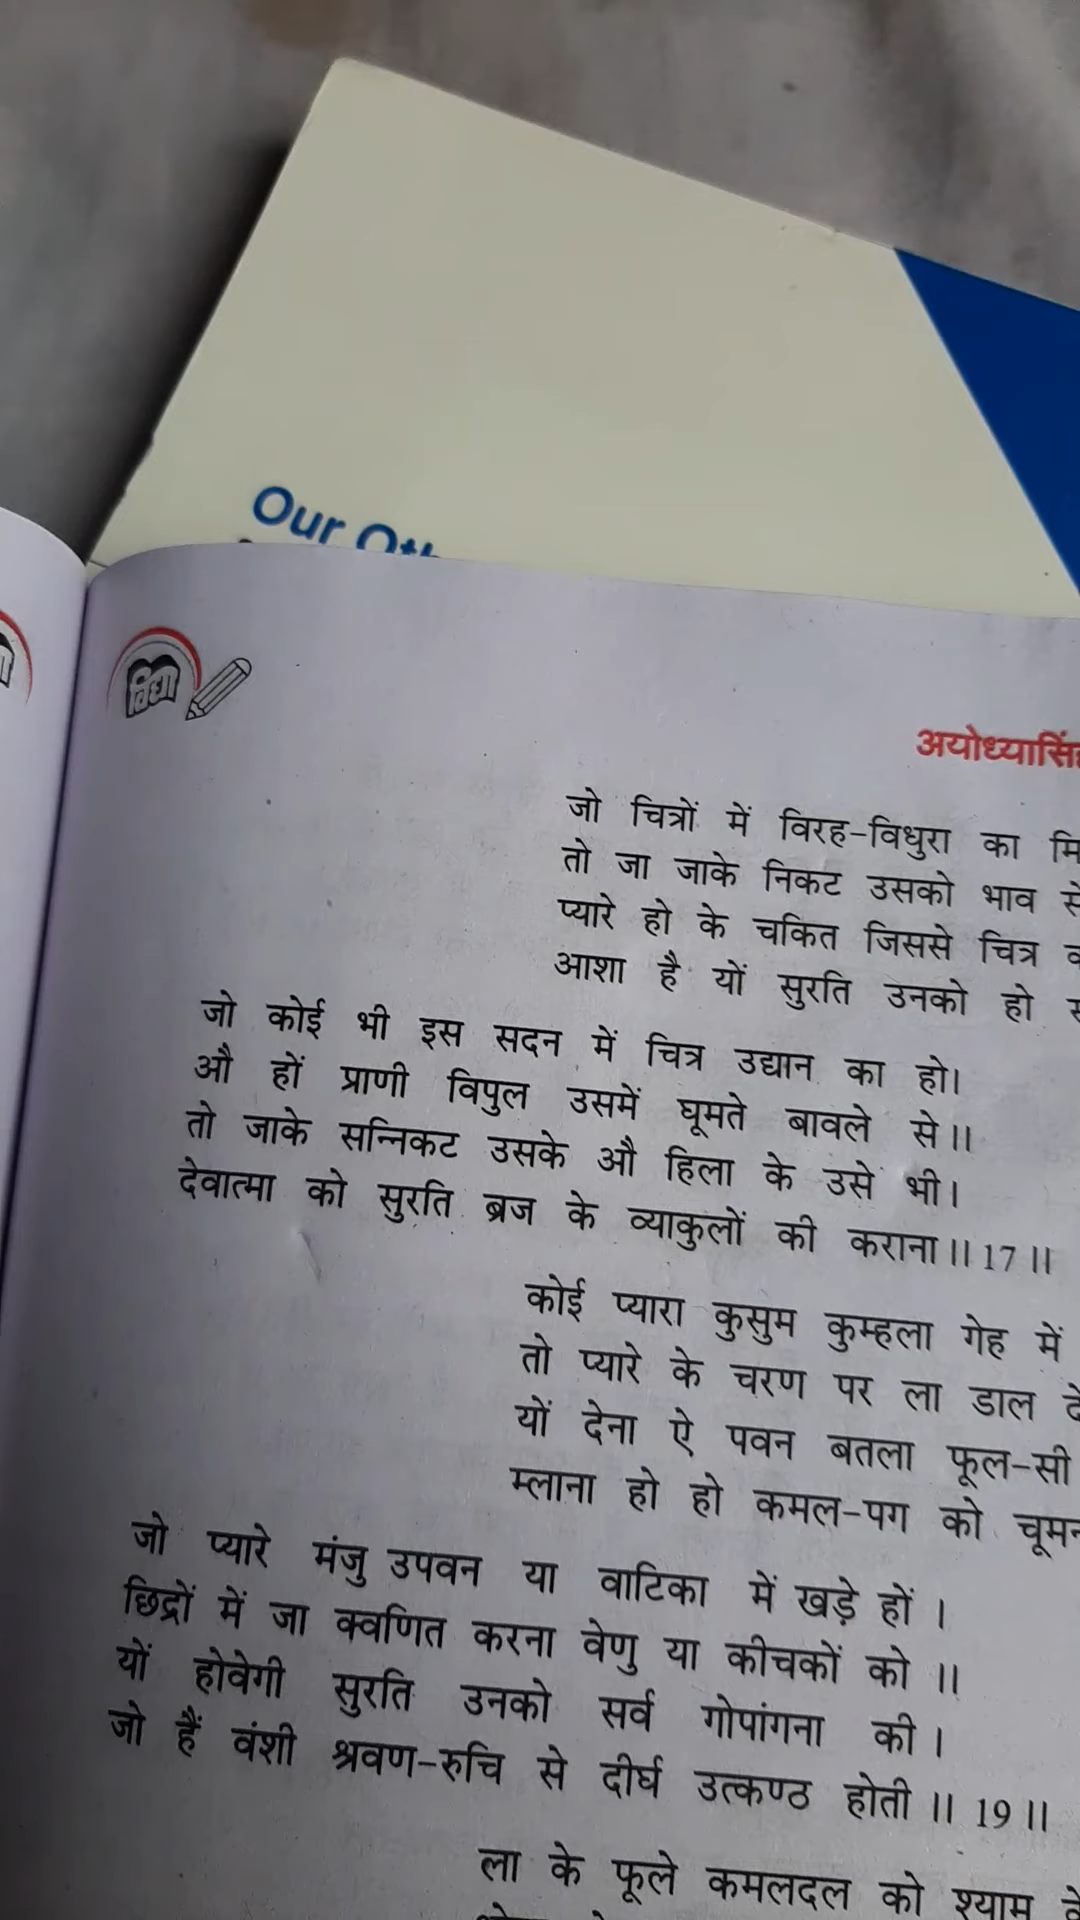 Our
विद्या
जो चित्रों में विरह-विधुरा का
तो जा जाके निकट उसको भाव से
प्यारे हो के चकित जिससे चित्र
आशा है यों सुरति उनको हो
जो कोई भी इस सदन में चित्र उद्यान का हो।
औ हों प्राणी विपुल उसमें घूमते बावले से॥
तो जाके सन्निकट उसके औ हिला के उसे भी।
देवात्मा को सुरति ब्रज के व्याकुलों की कराना॥17॥
कोई प्यारा कुसुम कुम्हला गेह में
तो प्यारे के चरण पर ला डाल
यों देना ऐ पवन बतला फूल-सी
म्लाना हो हो कमल-पग को
जो प्यारे मंजु उपवन या वाटिका में खड़े हों ।
छिद्रों में जा क्वणित करना वेणु या कीचकों को ॥
यों होवेगी सुरति उनको सर्व गोपांगना की ।
जो हैं वंशी श्रवण-रुचि से दीर्घ उत्कण्ठ होती ॥ 19 ॥
ला के फूले कमलदल को श्याम